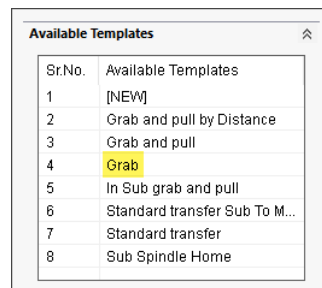 Available Templates
Sr.No. Available Templates
1 [NEW]
2 Grab and pull by Distance
3 Grab and pull
4 Grab
5 In Sub grab and pull
6 Standard transfer Sub To M...
7 Standard transfer
8 Sub Spindle Home